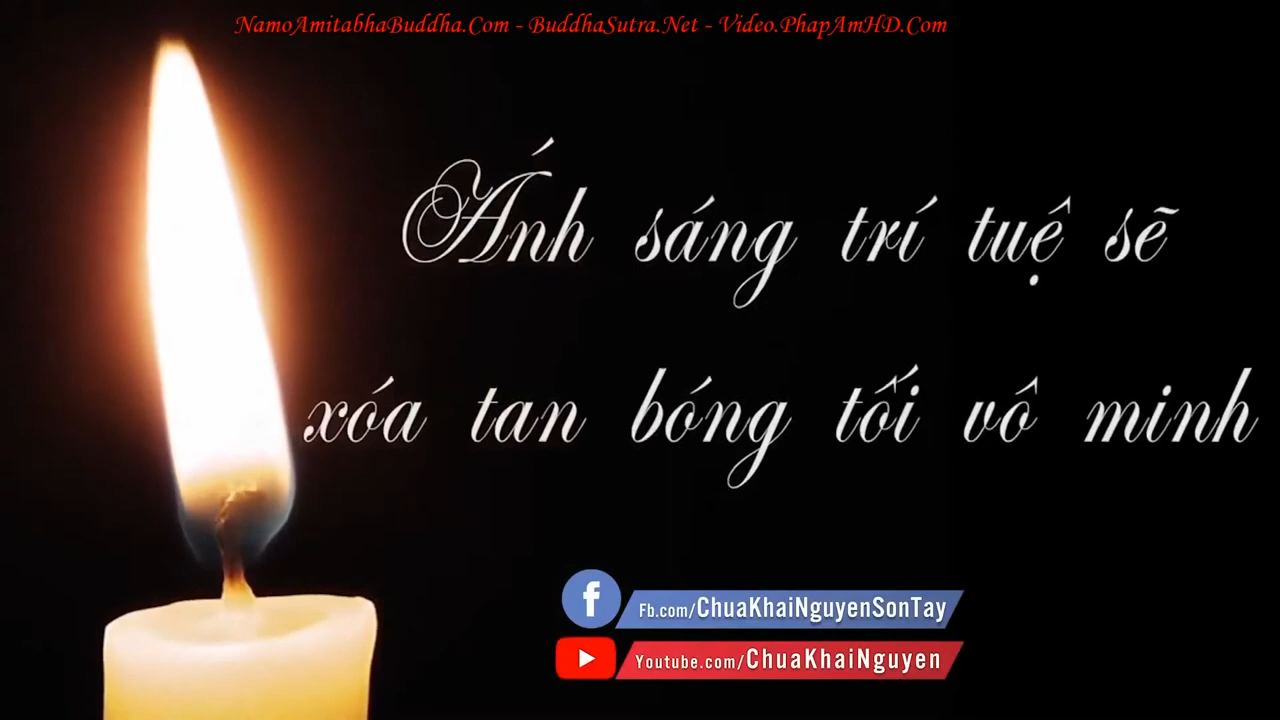 NamoAmitabhaBuddha.Com - BuddhaSutra.Net - Video.PhapAmHD.Com
Ánh sáng trí tuệ sẽ
xóa tan bóng tối vô minh
Fb.com/ChuaKhaiNguyenSonTay
Youtube.com/ChuaKhaiNguyen